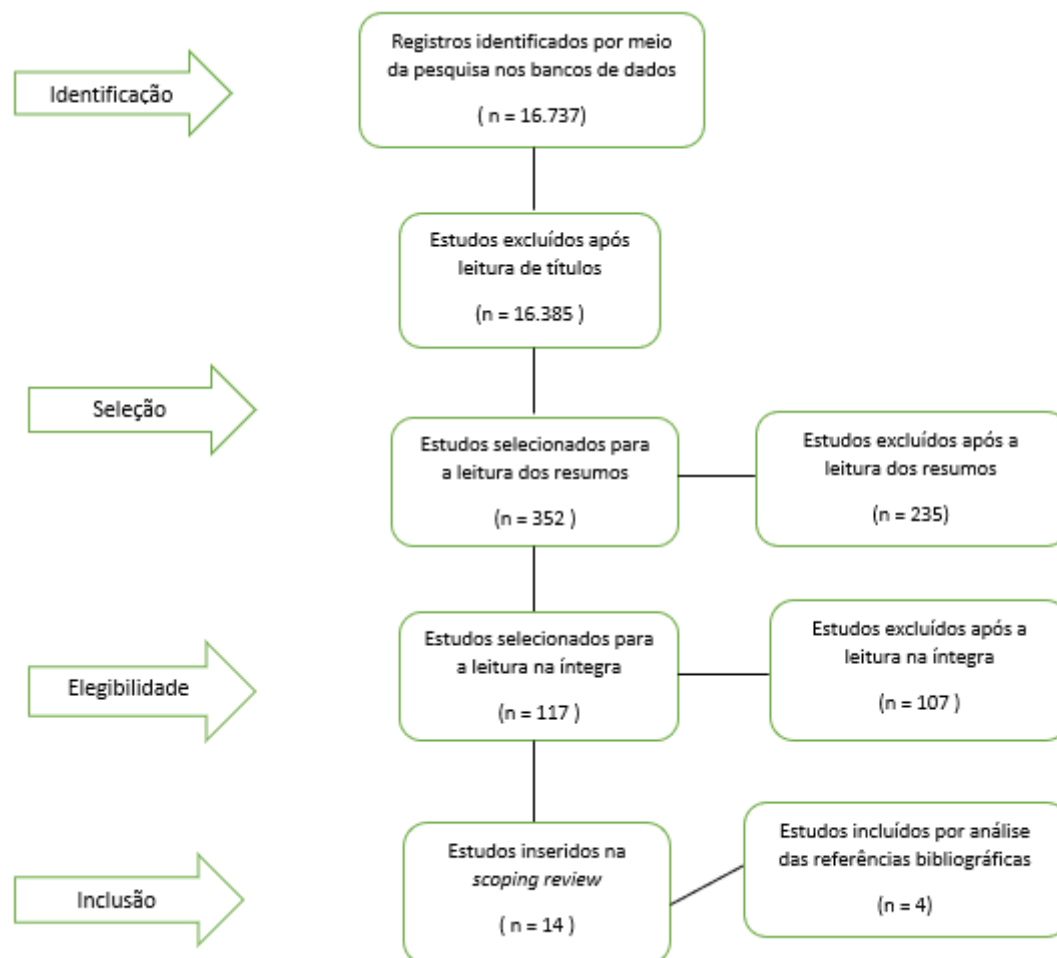 Identificação
Registros identificados por meio
da pesquisa nos bancos de dados
( n = 16.737)
Estudos excluídos após
leitura de títulos
(n = 16.385 )
Seleção
Estudos selecionados para
a leitura dos resumos
(n = 352 )
Estudos excluídos após a
leitura dos resumos
(n = 235)
Elegibilidade
Estudos selecionados para
a leitura na íntegra
(n = 117 )
Estudos excluídos após a
leitura na íntegra
(n = 107 )
Inclusão
Estudos inseridos na
scoping review
( n = 14 )
Estudos incluídos por análise
das referências bibliográficas
(n = 4)